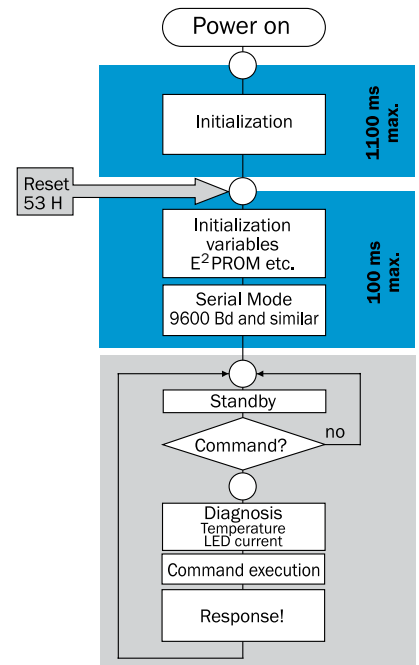 Power on
Initialization
1100 ms
max.
Reset
53 H
Initialization
variables
E²PROM etc.
Serial Mode
9600 Bd and similar
100 ms
max.
Standby
Command?
no
Diagnosis
Temperature
LED current
Command execution
Response!